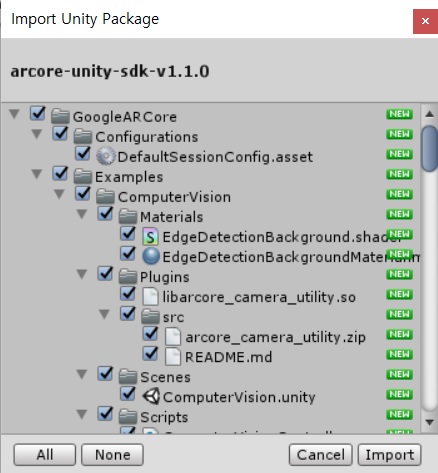 Import Unity Package
arcore-unity-sdk-v1.1.0
GoogleARCore NEW
Configurations NEW
DefaultSessionConfig.asset NEW
Examples NEW
ComputerVision NEW
Materials NEW
EdgeDetectionBackground.shader NEW
EdgeDetectionBackgroundMaterial NEW
Plugins NEW
libarcore_camera_utility.so NEW
src NEW
arcore_camera_utility.zip NEW
README.md NEW
Scenes NEW
ComputerVision.unity NEW
Scripts NEW
All None Cancel Import